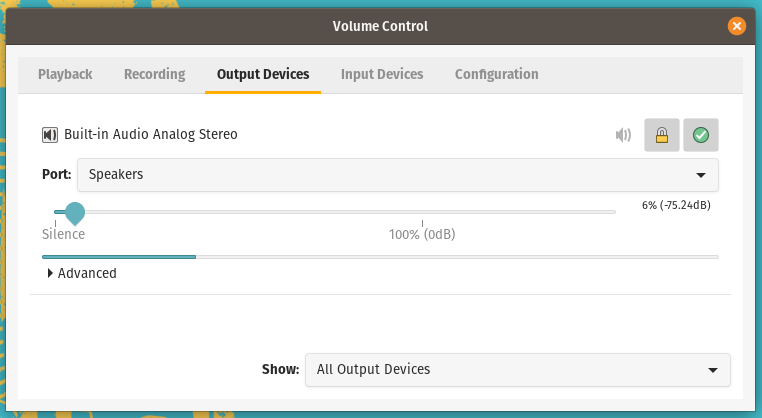 Volume Control
Playback Recording Output Devices Input Devices Configuration
Built-in Audio Analog Stereo
Port: Speakers
6% (-75.24dB)
Silence 100% (0dB)
Advanced
Show: All Output Devices